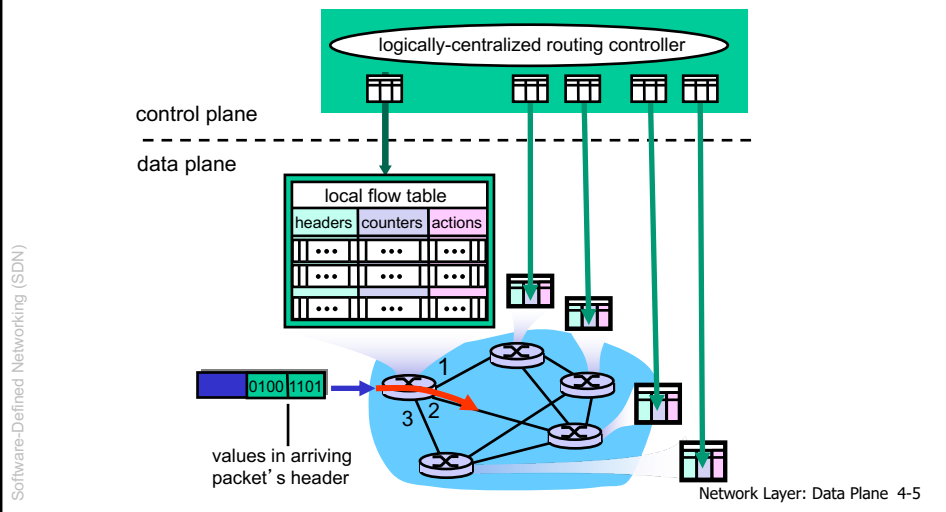 logically-centralized routing controller
control plane
data plane
local flow table
headers counters actions
1
2
3
0100 1101
values in arriving
packet's header
Software-Defined Networking (SDN)
Network Layer: Data Plane 4-5